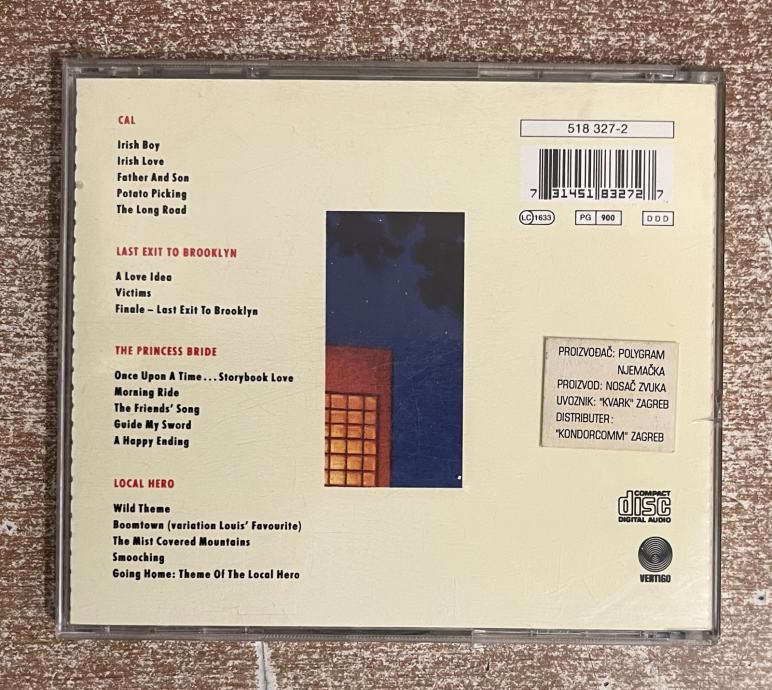 CAL
Irish Boy
Irish Love
Father And Son
Potato Picking
The Long Road
LAST EXIT TO BROOKLYN
A Love Idea
Victims
Finale – Last Exit To Brooklyn
THE PRINCESS BRIDE
Once Upon A Time...Storybook Love
Morning Ride
The Friends' Song
Guide My Sword
A Happy Ending
LOCAL HERO
Wild Theme
Boomtown (variation Louis' Favourite)
The Mist Covered Mountains
Smooching
Going Home: Theme Of The Local Hero
518 327-2
7 31451 83272 7
LC 1633 PG 900 DDD
PROIZVOĐAČ: POLYGRAM
NJEMAČKA
PROIZVOD: NOSAČ ZVUKA
UVOZNIK: "KVARK" ZAGREB
DISTRIBUTER:
"KONDORCOMM" ZAGREB
COMPACT
disc
DIGITAL AUDIO
VERTIGO